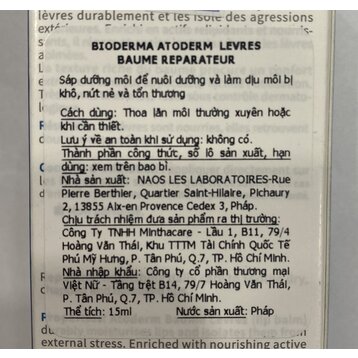 lèvres durablement et les isole des agressions
BIODERMA ATODERM LEVRES
BAUME REPARATEUR
Sáp dưỡng môi để nuôi dưỡng và làm dịu môi bị
khô, nứt nẻ và tổn thương
Cách dùng: Thoa lăn môi thường xuyên hoặc
khi cần thiết.
Lưu ý về an toàn khi sử dụng: không có.
Thành phần công thức, số lô sản xuất, hạn
dùng: xem trên bao bì.
Nhà sản xuất: NAOS LES LABORATOIRES-Rue
Pierre Berthier, Quartier Saint-Hilaire, Pichaury
2, 13855 Aix-en Provence Cedex 3, Pháp.
Chịu trách nhiệm đưa sản phẩm ra thị trường:
Công Ty TNHH Minthacare - Lầu 1, B11, 79/4
Hoàng Văn Thái, Khu TTTM Tài Chính Quốc Tế
Phú Mỹ Hưng, P. Tân Phú, Q.7, TP. Hồ Chí Minh.
Nhà nhập khẩu: Công ty cổ phần thương mại
Việt Nữ - Tầng trệt B14, 79/7 Hoàng Văn Thái,
P. Tân Phú, Q.7, TP. Hồ Chí Minh.
Thể tích: 15ml Nước sản xuất: Pháp
durably moisturises lips and isolates them from
external stress. Enriched with nourishing active